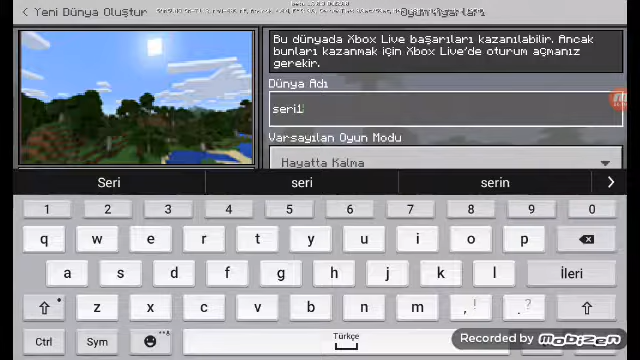 Yeni Dünya Oluştur
Bu dünyada Xbox Live başarıları kazanılabilir. Ancak
bunları kazanmak için Xbox Live'de oturum açmanız
gerekir.
Dünya Adı
seri1
Varsayılan Oyun Modu
Hayatta Kalma
Seri seri serin
1 2 3 4 5 6 7 8 9 0
q w e r t y u i o p
a s d f g h j k l İleri
z x c v b n m , ! . ?
Ctrl Sym Türkçe
Recorded by Mobizen